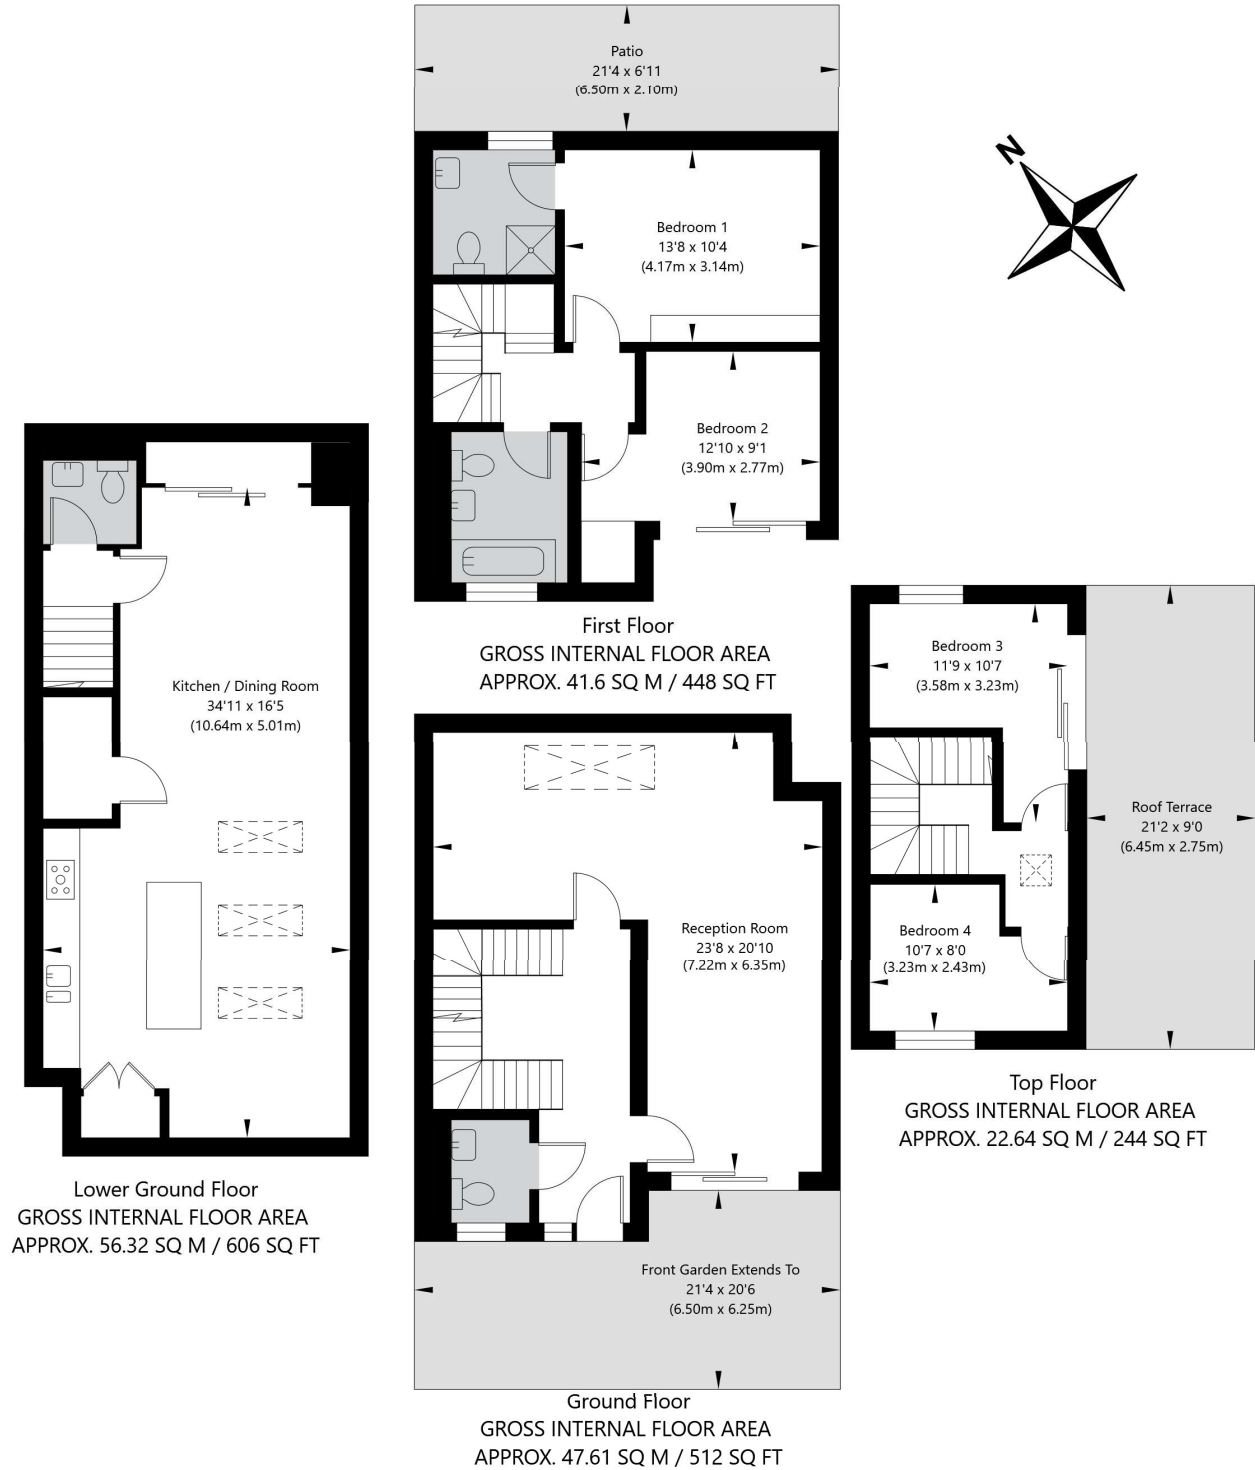 Patio
21'4 x 6'11
(6.50m x 2.10m)
N
Bedroom 1
13'8 x 10'4
(4.17m x 3.14m)
Bedroom 2
12'10 x 9'1
(3.90m x 2.77m)
First Floor
GROSS INTERNAL FLOOR AREA
APPROX. 41.6 SQ M / 448 SQ FT
Kitchen / Dining Room
34'11 x 16'5
(10.64m x 5.01m)
Lower Ground Floor
GROSS INTERNAL FLOOR AREA
APPROX. 56.32 SQ M / 606 SQ FT
Bedroom 3
11'9 x 10'7
(3.58m x 3.23m)
Roof Terrace
21'2 x 9'0
(6.45m x 2.75m)
Bedroom 4
10'7 x 8'0
(3.23m x 2.43m)
Top Floor
GROSS INTERNAL FLOOR AREA
APPROX. 22.64 SQ M / 244 SQ FT
Reception Room
23'8 x 20'10
(7.22m x 6.35m)
Front Garden Extends To
21'4 x 20'6
(6.50m x 6.25m)
Ground Floor
GROSS INTERNAL FLOOR AREA
APPROX. 47.61 SQ M / 512 SQ FT